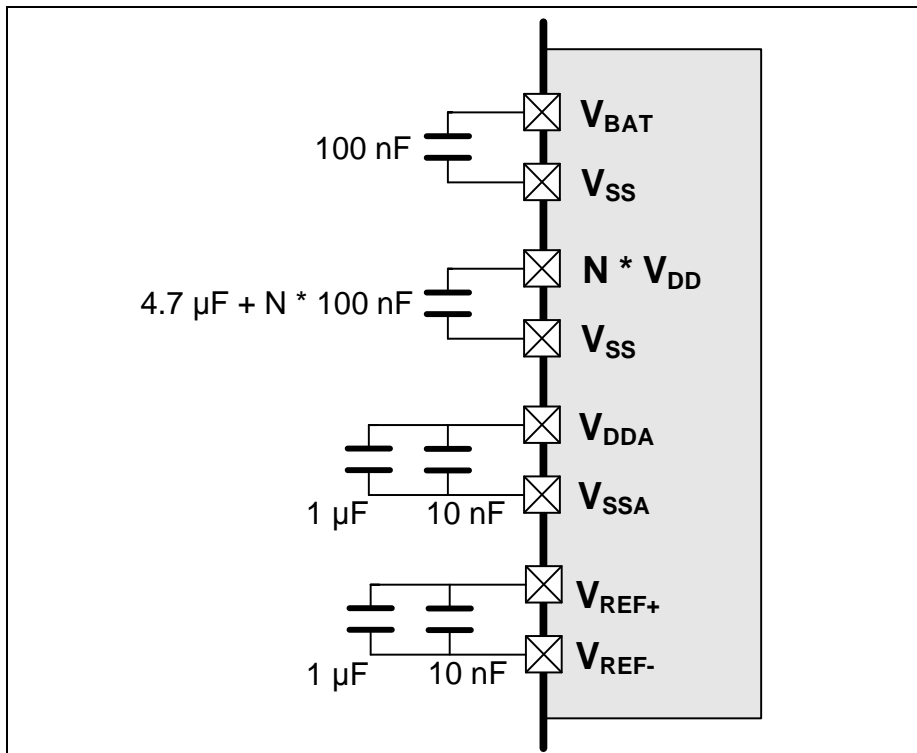 V_BAT
100 nF
V_SS
N * V_DD
4.7 µF + N * 100 nF
V_SS
V_DDA
V_SSA
1 µF 10 nF
V_REF+
V_REF-
1 µF 10 nF